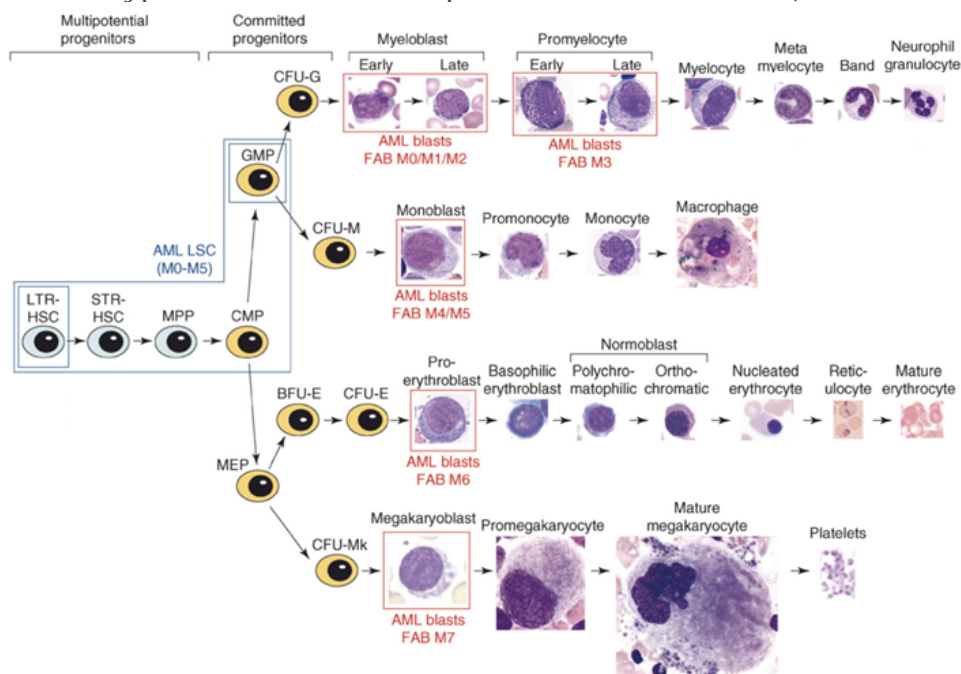 Multipotential
progenitors
Committed
progenitors
CFU-G
Myeloblast
Early
Late
AML blasts
FAB M0/M1/M2
Promyelocyte
Early
Late
AML blasts
FAB M3
Myelocyte
Meta
myelocyte
Band
Neurophil
granulocyte
GMP
AML LSC
(M0-M5)
CFU-M
Monoblast
AML blasts
FAB M4/M5
Promonocyte
Monocyte
Macrophage
LTR-
HSC
STR-
HSC
MPP
CMP
MEP
BFU-E
CFU-E
Pro-
erythroblast
AML blasts
FAB M6
Basophilic
erythroblast
Normoblast
Polychro-
matophilic
Ortho-
chromatic
Nucleated
erythrocyte
Retic-
ulocyte
Mature
erythrocyte
CFU-Mk
Megakaryoblast
AML blasts
FAB M7
Promegakaryocyte
Mature
megakaryocyte
Platelets